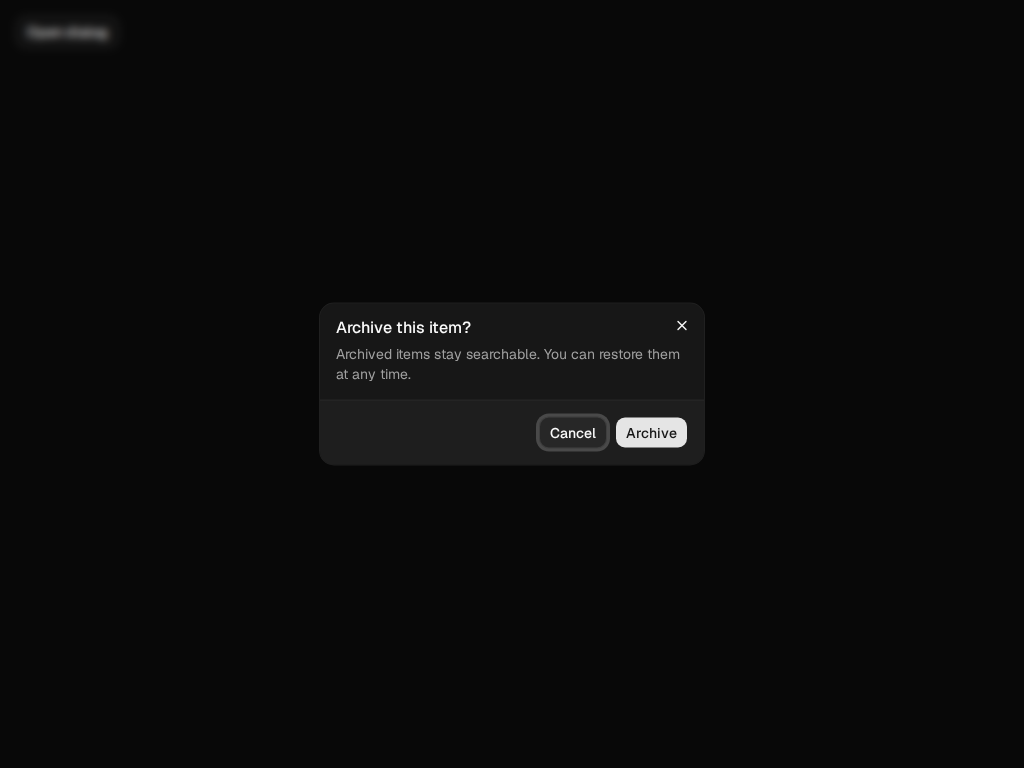 Archive this item?
Archived items stay searchable. You can restore them
at any time.
Cancel
Archive